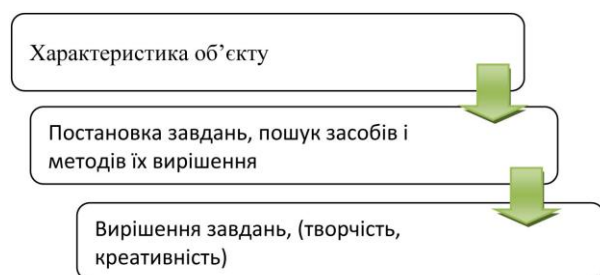 Характеристика об’єкту
Постановка завдань, пошук засобів і
методів їх вирішення
Вирішення завдань, (творчість,
креативність)